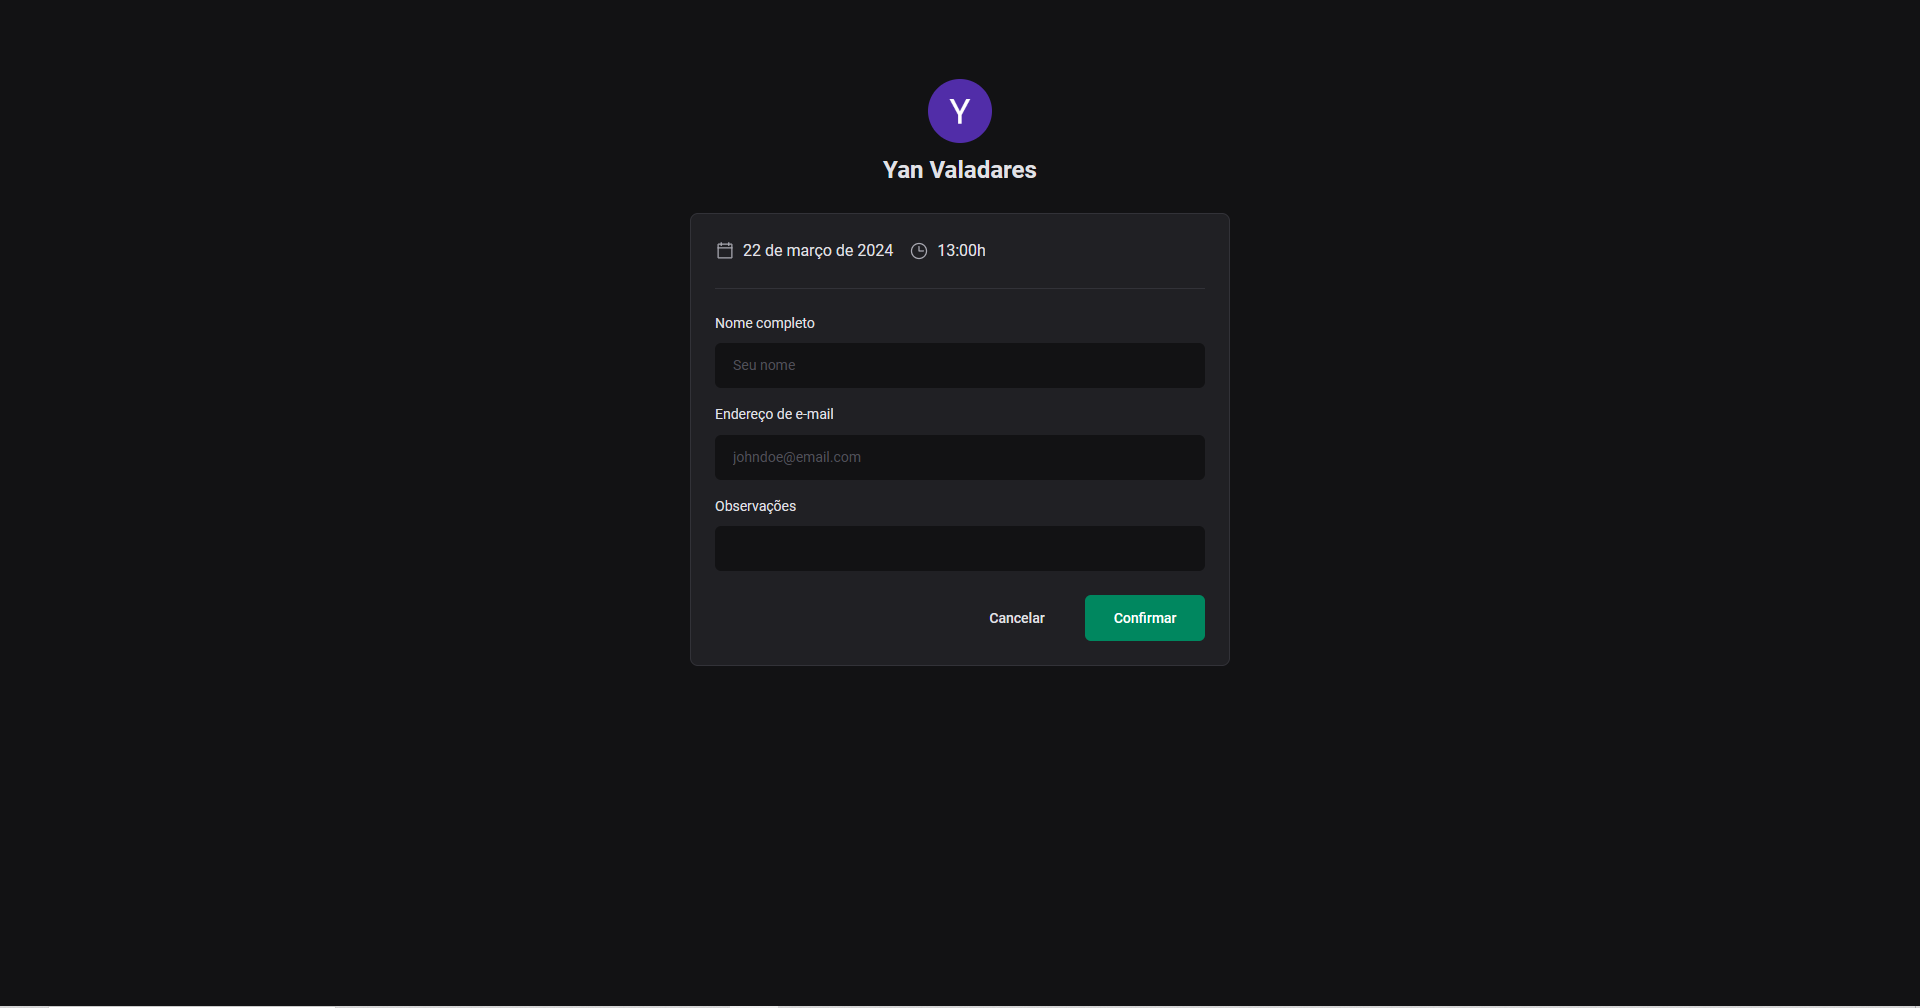 Y
Yan Valadares
22 de março de 2024 13:00h
Nome completo
Seu nome
Endereço de e-mail
johndoe@email.com
Observações
Cancelar Confirmar